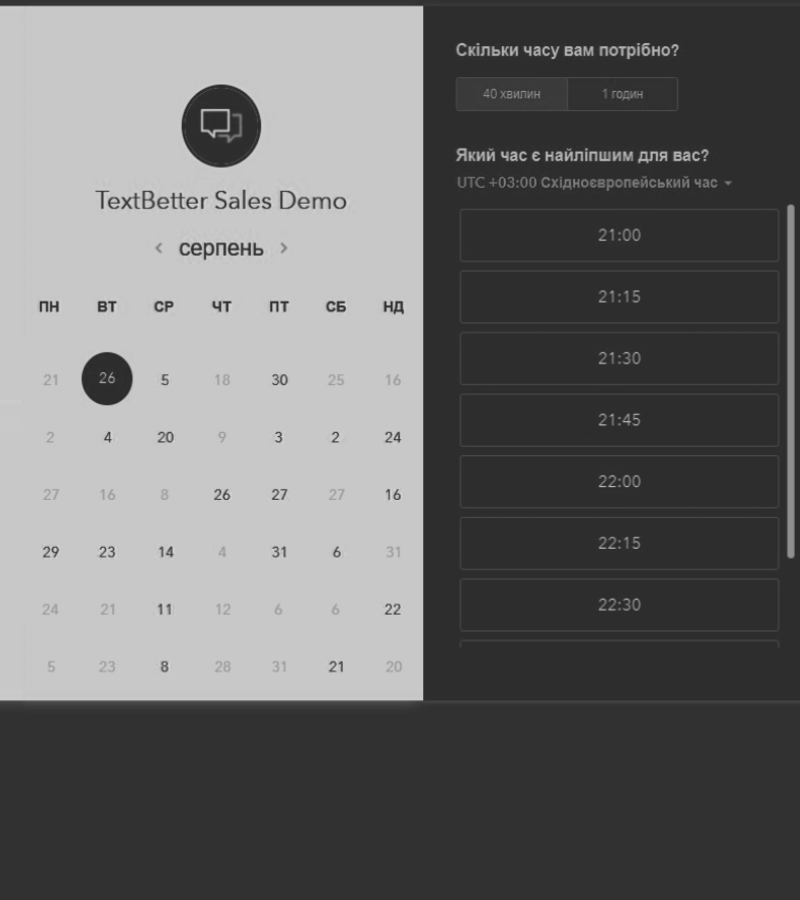 TextBetter Sales Demo
серпень
ПН ВТ СР ЧТ ПТ СБ НД
21 26 5 18 30 25 16
2 4 20 9 3 2 24
27 16 8 26 27 27 16
29 23 14 4 31 6 31
24 21 11 12 6 6 22
5 23 8 28 31 21 20
Скільки часу вам потрібно?
40 хвилин 1 годин
Який час є найліпшим для вас?
UTC +03:00 Східноєвропейський час
21:00
21:15
21:30
21:45
22:00
22:15
22:30